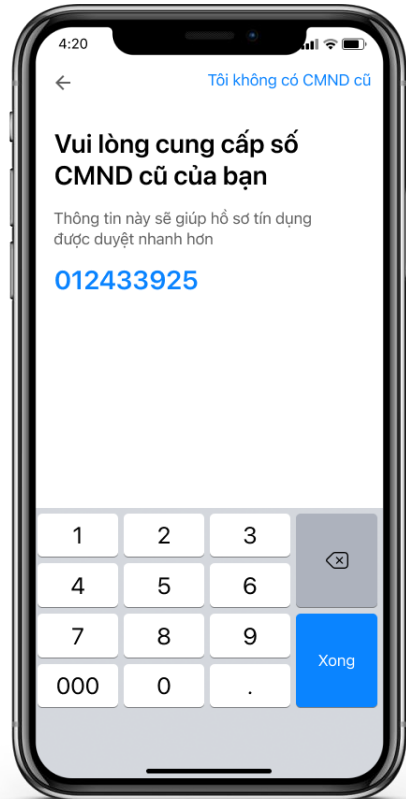 4:20
Tôi không có CMND cũ
Vui lòng cung cấp số
CMND cũ của bạn
Thông tin này sẽ giúp hồ sơ tín dụng
được duyệt nhanh hơn
012433925
1 2 3
4 5 6
7 8 9
Xong
000 0 .